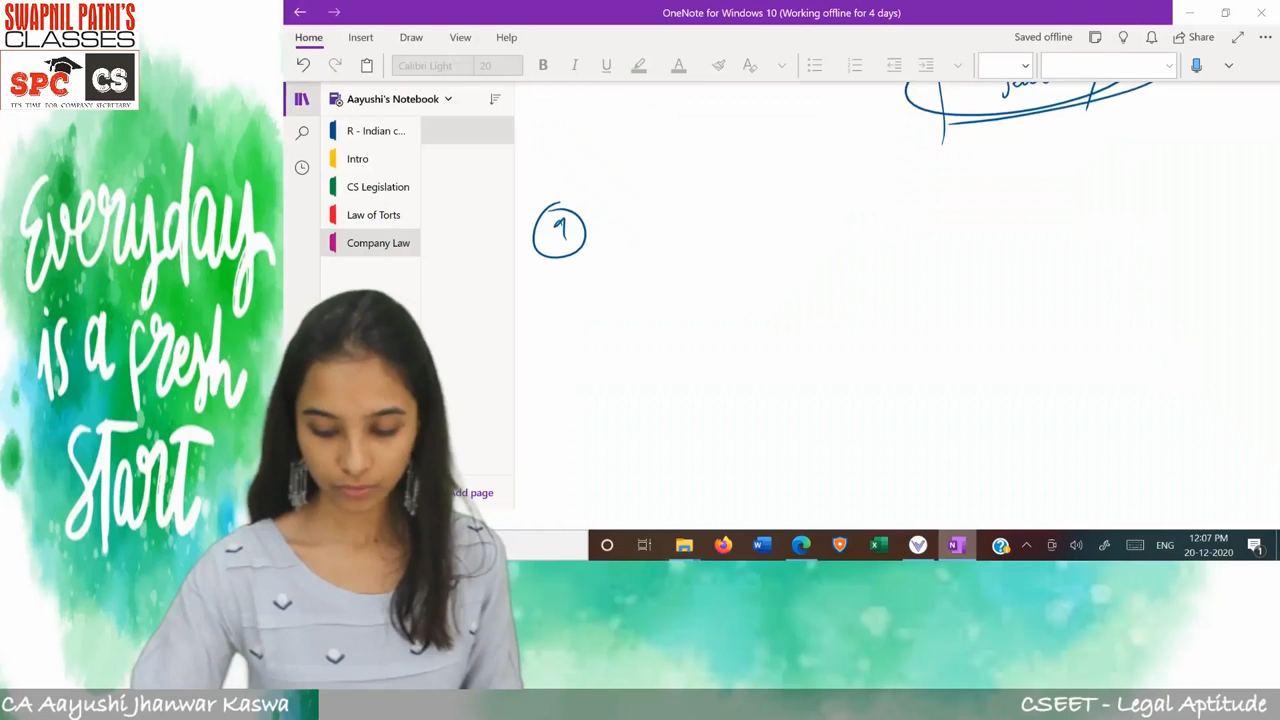 SWAPNIL PATNI'S
CLASSES
SPC CS
IT'S TIME FOR COMPANY SECRETARY
Everyday
is a fresh
start
OneNote for Windows 10 (Working offline for 4 days)
Home Insert Draw View Help
Saved offline
Share
Calibri Light 20 B I U A
Aayushi's Notebook
R - Indian c...
Intro
CS Legislation
Law of Torts
Company Law
9
Add page
ENG
12:07 PM
20-12-2020
CA Aayushi Jhanwar Kaswa
CSEET - Legal Aptitude